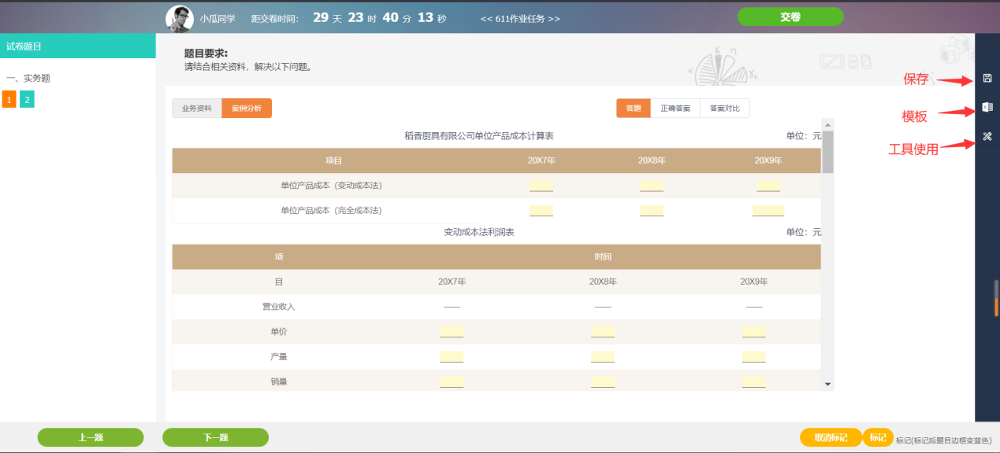 小瓜同学 距交卷时间: 29 天 23 时 40 分 13 秒 << 611作业任务 >> 交卷
试卷题目
一、实务题
1 2
题目要求:
请结合相关资料，解决以下问题。
业务资料 案例分析 答题 正确答案 答案对比
稻香厨具有限公司单位产品成本计算表 单位：元
项目 20X7年 20X8年 20X9年
单位产品成本（变动成本法）
单位产品成本（完全成本法）
变动成本法利润表 单位：元
项 时间
目 20X7年 20X8年 20X9年
营业收入 —— —— ——
单价
产量
销量
保存
模板
工具使用
上一题 下一题 取消标记 标记 标记(标记后题目边框变蓝色)